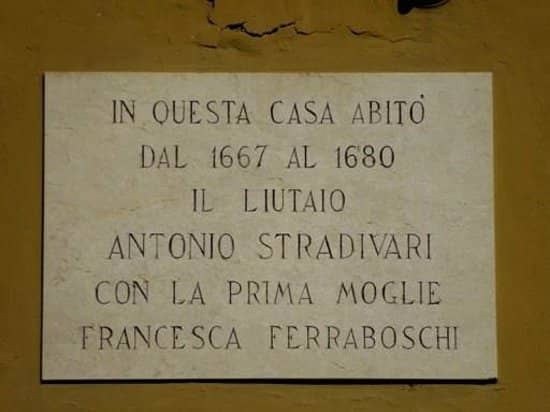 IN QUESTA CASA ABITÒ
DAL 1667 AL 1680
IL LIUTAIO
ANTONIO STRADIVARI
CON LA PRIMA MOGLIE
FRANCESCA FERRABOSCHI